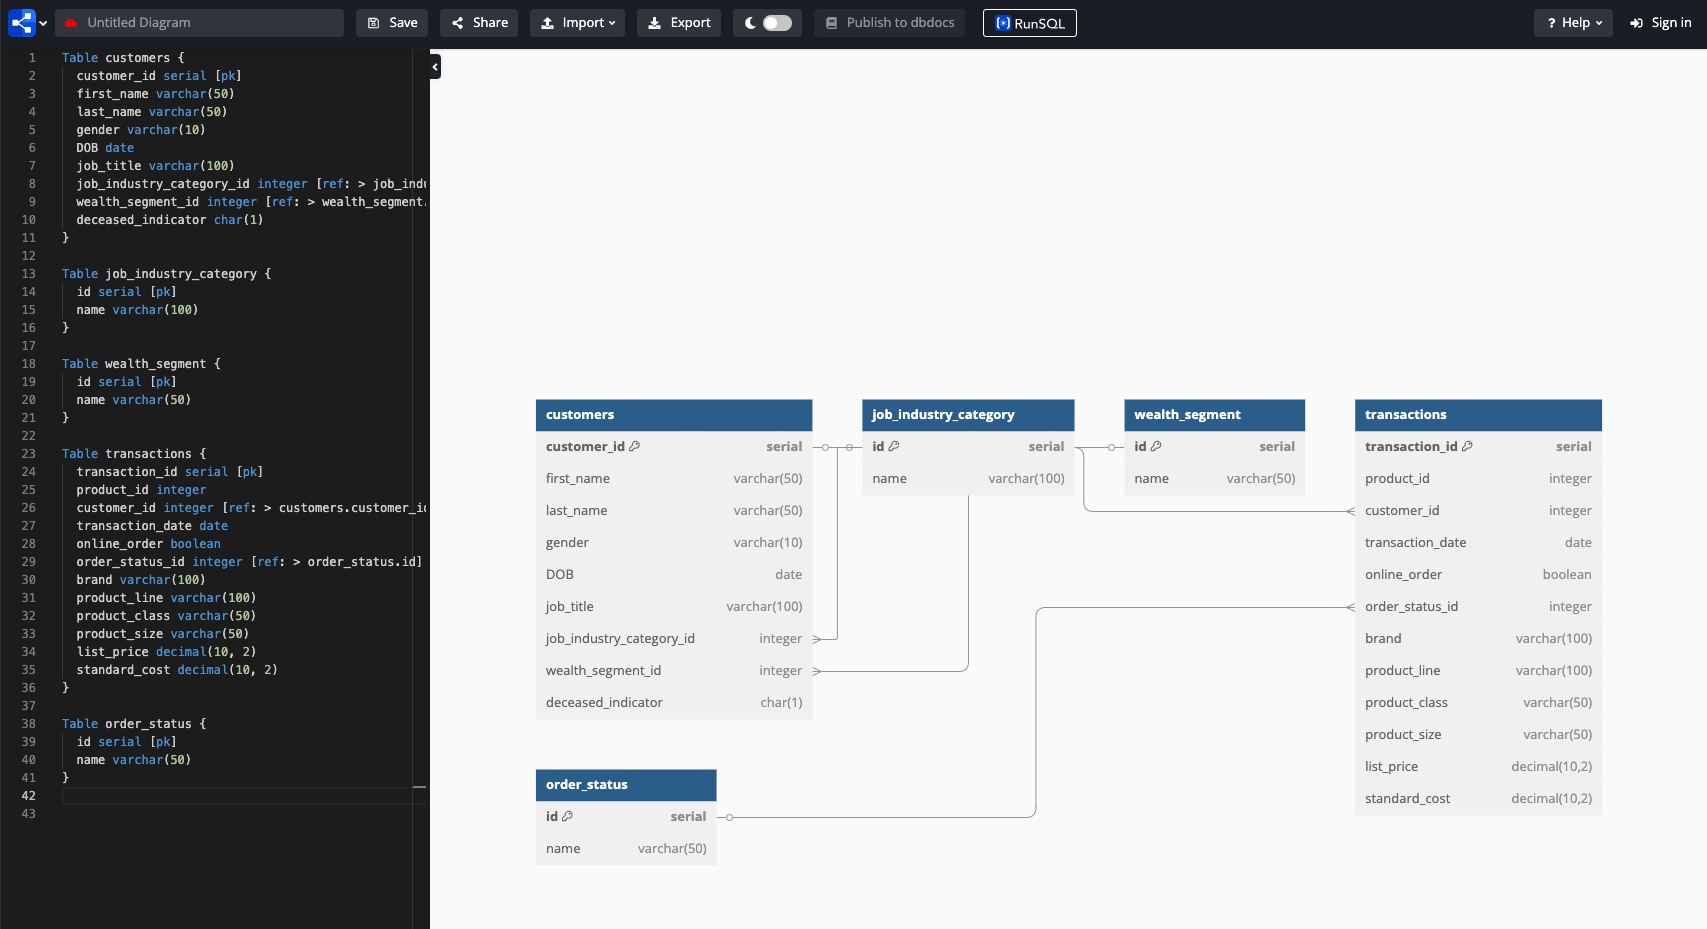 Untitled Diagram
Save
Share
Import
Export
Publish to dbdocs
RunSQL
? Help
Sign in
1 Table customers {
2 customer_id serial [pk]
3 first_name varchar(50)
4 last_name varchar(50)
5 gender varchar(10)
6 DOB date
7 job_title varchar(100)
8 job_industry_category_id integer [ref: > job_indu
9 wealth_segment_id integer [ref: > wealth_segment.
10 deceased_indicator char(1)
11 }
12
13 Table job_industry_category {
14 id serial [pk]
15 name varchar(100)
16 }
17
18 Table wealth_segment {
19 id serial [pk]
20 name varchar(50)
21 }
22
23 Table transactions {
24 transaction_id serial [pk]
25 product_id integer
26 customer_id integer [ref: > customers.customer_id
27 transaction_date date
28 online_order boolean
29 order_status_id integer [ref: > order_status.id]
30 brand varchar(100)
31 product_line varchar(100)
32 product_class varchar(50)
33 product_size varchar(50)
34 list_price decimal(10, 2)
35 standard_cost decimal(10, 2)
36 }
37
38 Table order_status {
39 id serial [pk]
40 name varchar(50)
41 }
42
43
customers
customer_id serial
first_name varchar(50)
last_name varchar(50)
gender varchar(10)
DOB date
job_title varchar(100)
job_industry_category_id integer
wealth_segment_id integer
deceased_indicator char(1)
job_industry_category
id serial
name varchar(100)
wealth_segment
id serial
name varchar(50)
transactions
transaction_id serial
product_id integer
customer_id integer
transaction_date date
online_order boolean
order_status_id integer
brand varchar(100)
product_line varchar(100)
product_class varchar(50)
product_size varchar(50)
list_price decimal(10,2)
standard_cost decimal(10,2)
order_status
id serial
name varchar(50)